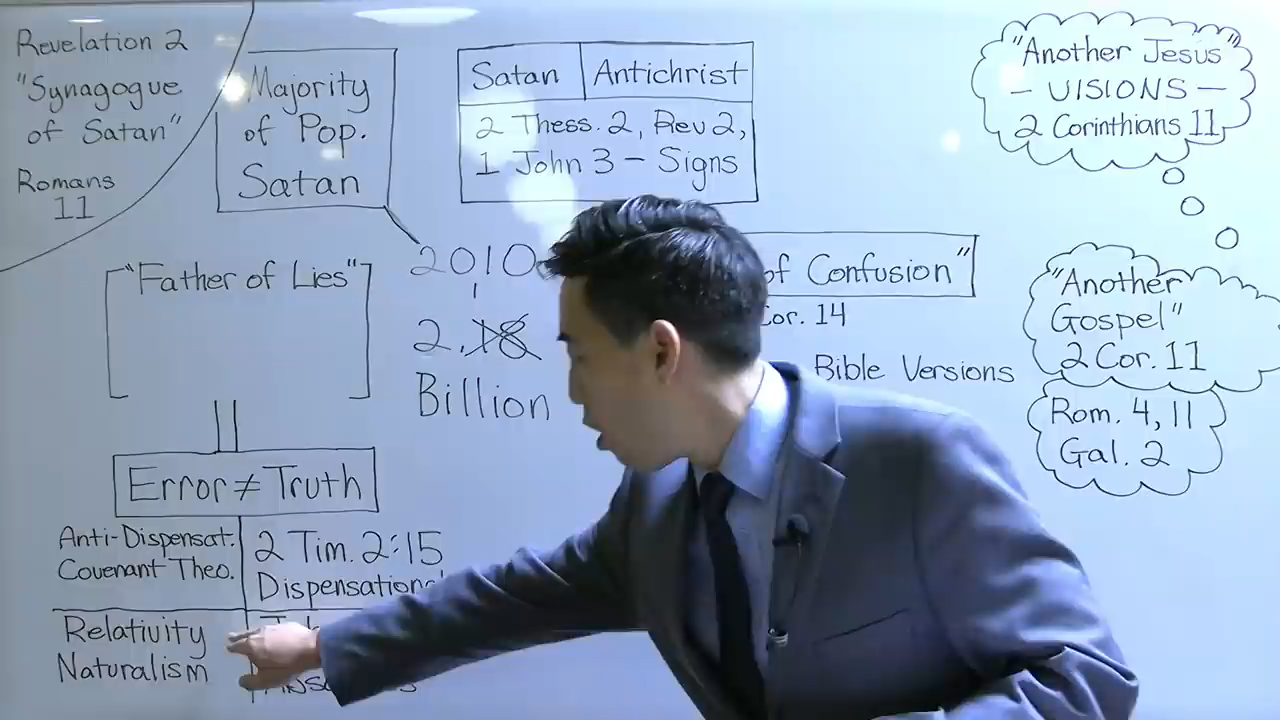 Revelation 2
"Synagogue
of Satan"
Romans
11
Majority
of Pop.
Satan
Satan
Antichrist
2 Thess. 2, Rev 2,
1 John 3 – Signs
"Another Jesus"
– VISIONS –
2 Corinthians 11
"Father of Lies"
2010
2.18
Billion
of Confusion"
Cor. 14
Bible Versions
"Another
Gospel"
2 Cor. 11
Rom. 4, 11
Gal. 2
Error ≠ Truth
Anti-Dispensat.
Covenant Theo.
2 Tim. 2:15
Dispensational
Relativity
Naturalism